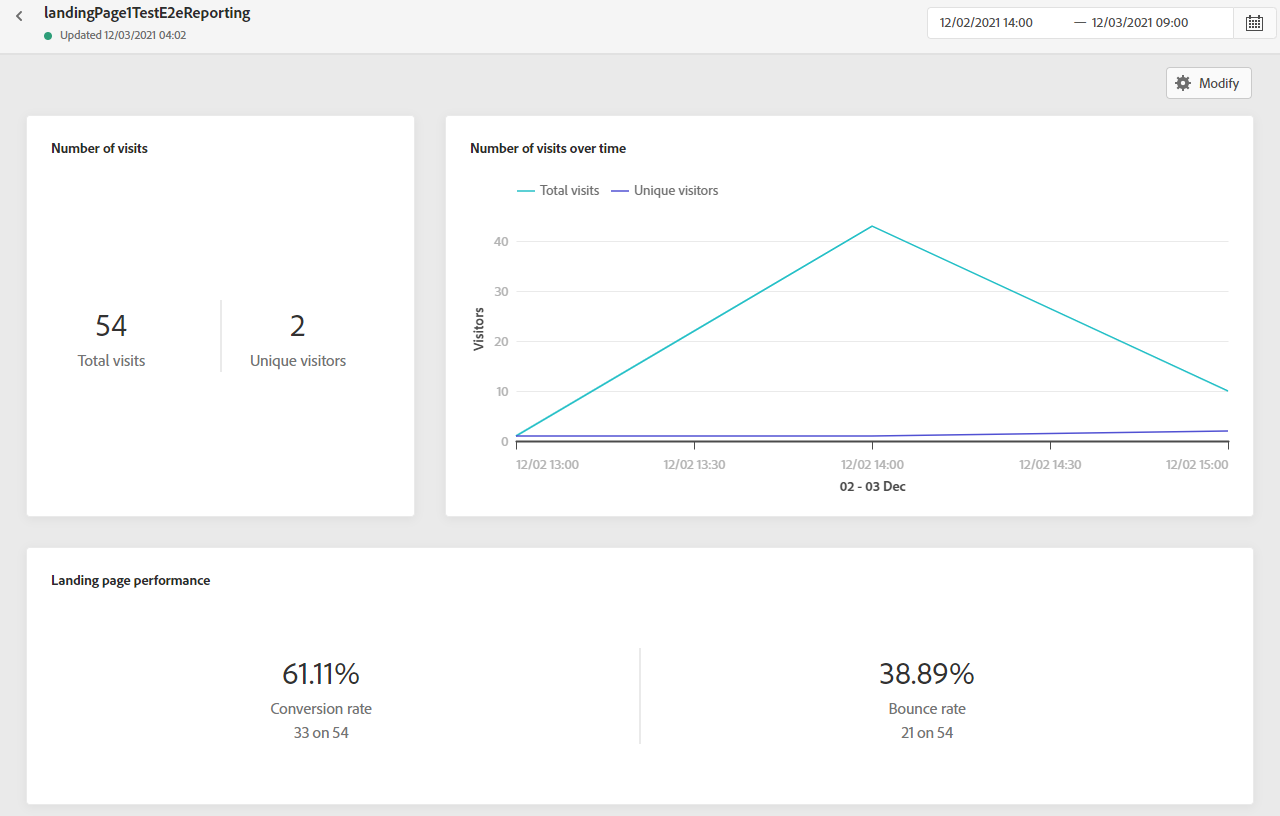 landingPage1TestE2eReporting
Updated 12/03/2021 04:02
12/02/2021 14:00 — 12/03/2021 09:00
Modify
Number of visits
54
Total visits
2
Unique visitors
Number of visits over time
Total visits
Unique visitors
Visitors
40
30
20
10
0
12/02 13:00
12/02 13:30
12/02 14:00
12/02 14:30
12/02 15:00
02 - 03 Dec
Landing page performance
61.11%
Conversion rate
33 on 54
38.89%
Bounce rate
21 on 54